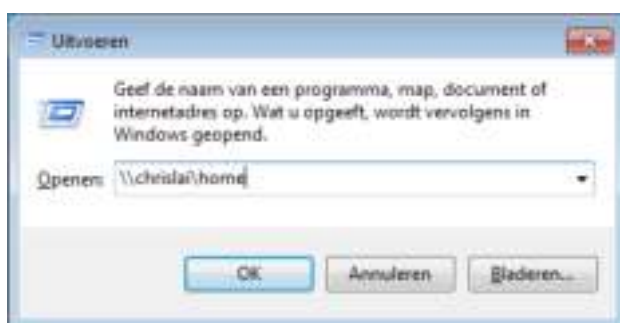 Uitvoeren
Geef de naam van een programma, map, document of
internetadres op. Wat u opgeeft, wordt vervolgens in
Windows geopend.
Openen: \\chrislai\home
OK Annuleren Bladeren...